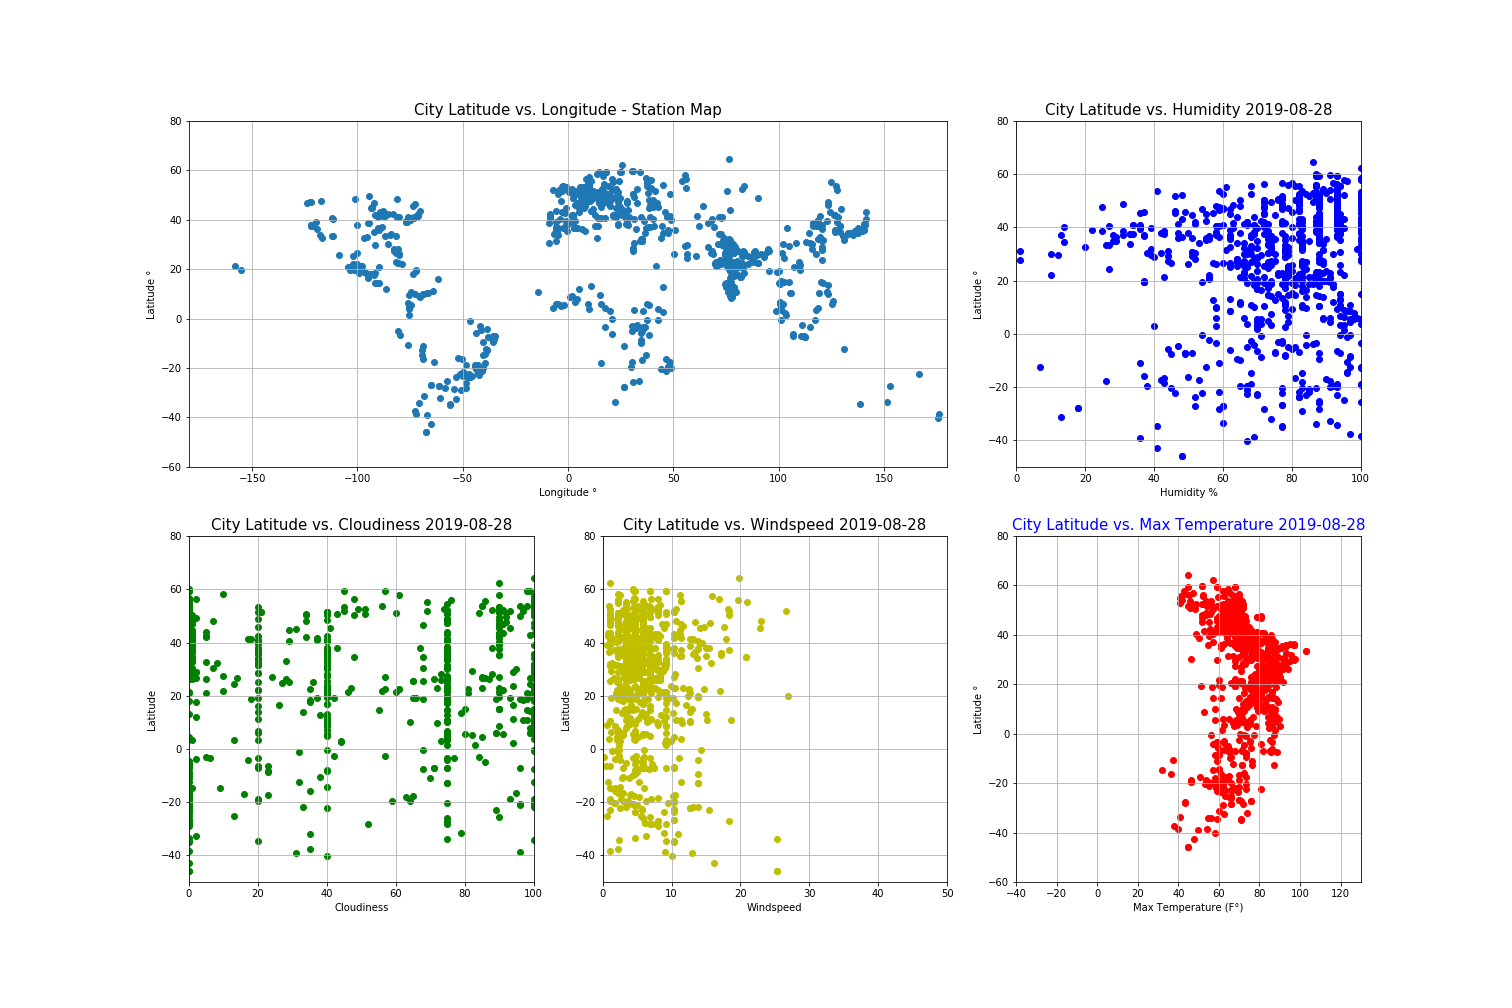 City Latitude vs. Longitude - Station Map
80
60
40
20
0
−20
−40
−60
Latitude °
−150 −100 −50 0 50 100 150
Longitude °
City Latitude vs. Humidity 2019-08-28
80
60
40
20
0
−20
−40
Latitude °
0 20 40 60 80 100
Humidity %
City Latitude vs. Cloudiness 2019-08-28
80
60
40
20
0
−20
−40
Latitude
0 20 40 60 80 100
Cloudiness
City Latitude vs. Windspeed 2019-08-28
80
60
40
20
0
−20
−40
Latitude
0 10 20 30 40 50
Windspeed
City Latitude vs. Max Temperature 2019-08-28
80
60
40
20
0
−20
−40
−60
Latitude °
−40 −20 0 20 40 60 80 100 120
Max Temperature (F°)